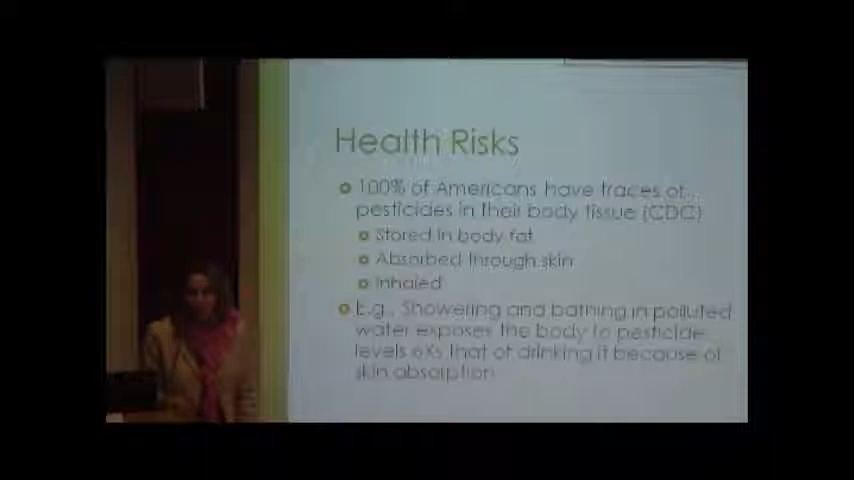 Health Risks
100% of Americans have traces of
pesticides in their body tissue (CDC)
Stored in body fat
Absorbed through skin
Inhaled
E.g., Showering and bathing in polluted
water exposes the body to pesticide
levels 6Xs that of drinking it because of
skin absorption